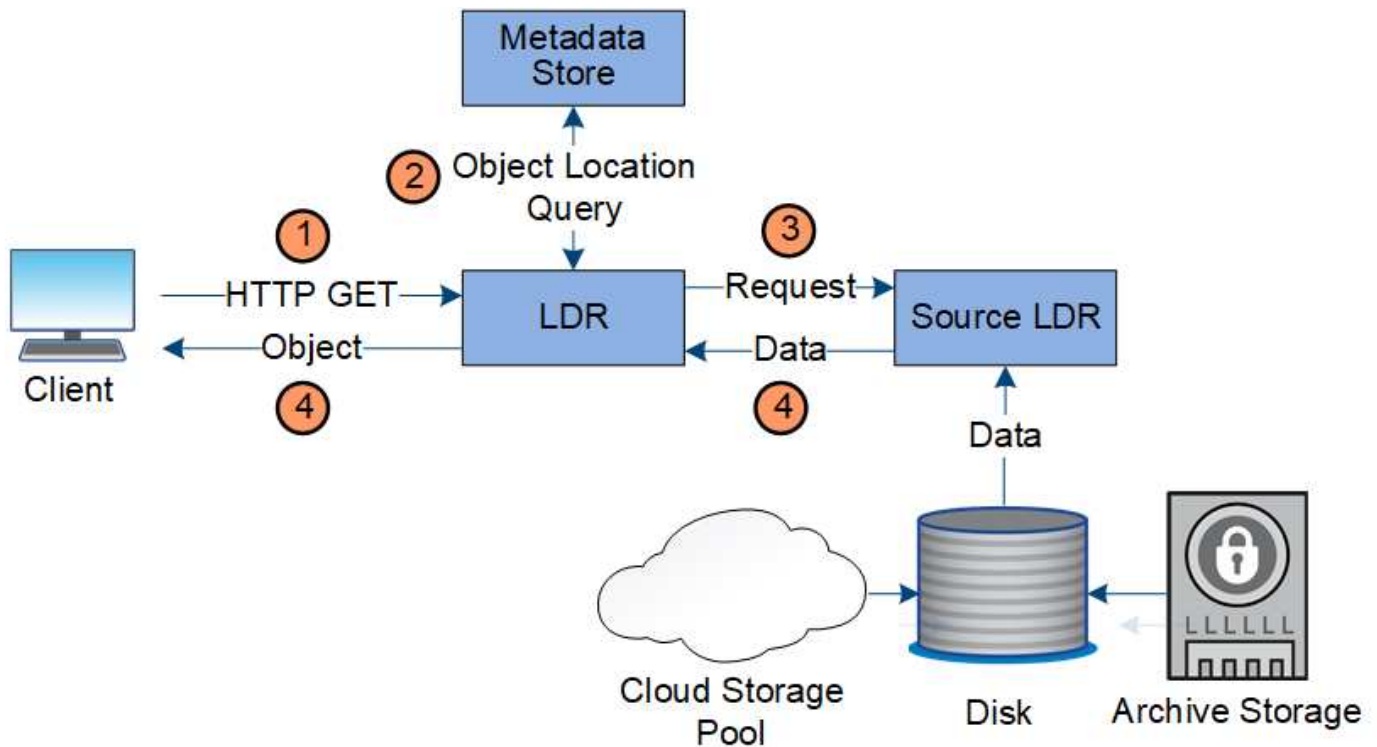 Metadata
Store
2
Object Location
Query
1
3
HTTP GET
LDR
Request
Source LDR
Object
Data
Client
4
4
Data
L L L L L L
Cloud Storage
Pool
Disk
Archive Storage